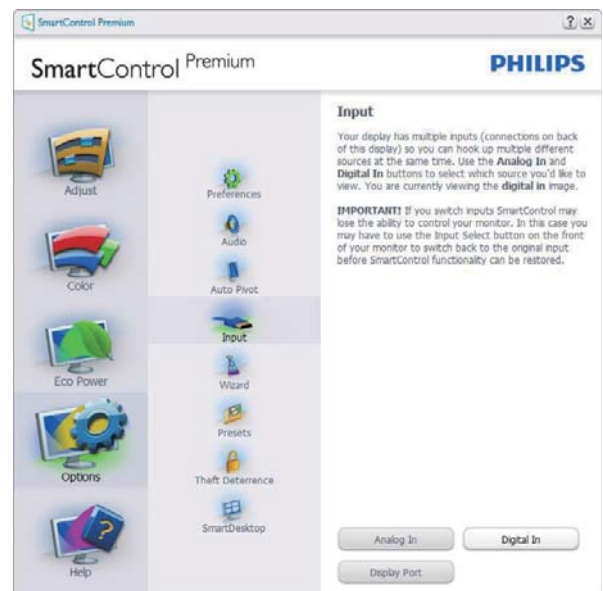 SmartControl Premium
SmartControl Premium
PHILIPS
Adjust
Color
Eco Power
Options
Help
Preferences
Audio
Auto Pivot
Input
Wizard
Presets
Theft Deterrence
SmartDesktop
Input
Your display has multiple inputs (connections on back
of this display) so you can hook up multiple different
sources at the same time. Use the Analog In and
Digital In buttons to select which source you'd like to
view. You are currently viewing the digital in image.
IMPORTANT! If you switch inputs SmartControl may
lose the ability to control your monitor. In this case you
may have to use the Input Select button on the front
of your monitor to switch back to the original input
before SmartControl functionality can be restored.
Analog In
Digital In
Display Port